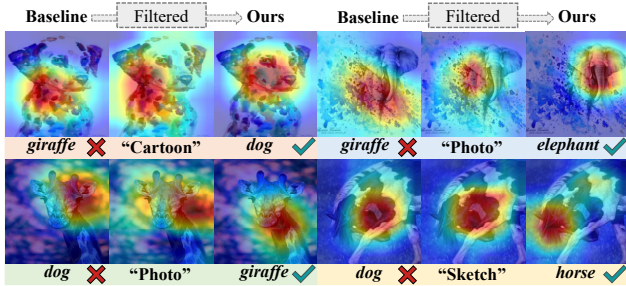 Baseline Filtered Ours Baseline Filtered Ours
giraffe "Cartoon" dog giraffe "Photo" elephant
dog "Photo" giraffe dog "Sketch" horse